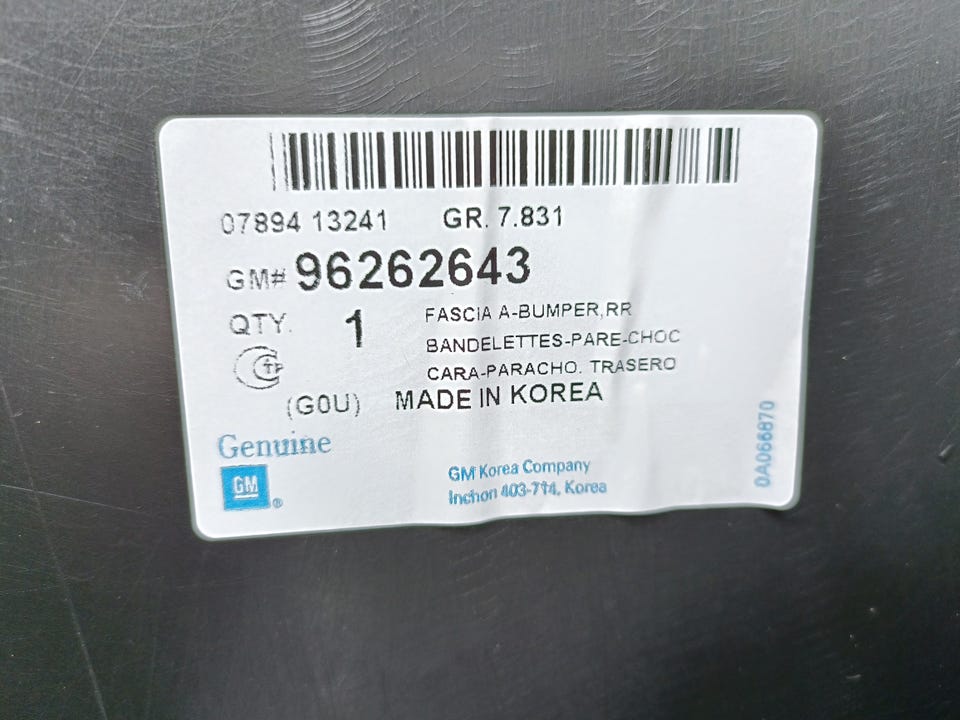 07894 13241 GR. 7.831
GM# 96262643
QTY. 1 FASCIA A-BUMPER,RR
BANDELETTES-PARE-CHOC
CARA-PARACHO. TRASERO
(G0U) MADE IN KOREA
Genuine
GM ®
GM Korea Company
Inchon 403-714, Korea
0A066870